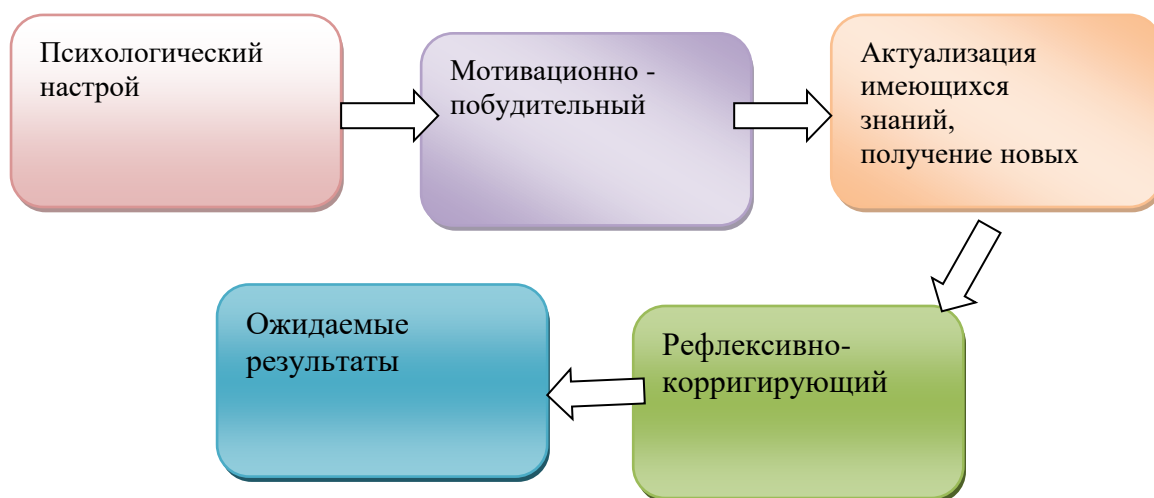 Психологический
настрой
Мотивационно -
побудительный
Актуализация
имеющихся
знаний,
получение новых
Рефлексивно-
корригирующий
Ожидаемые
результаты